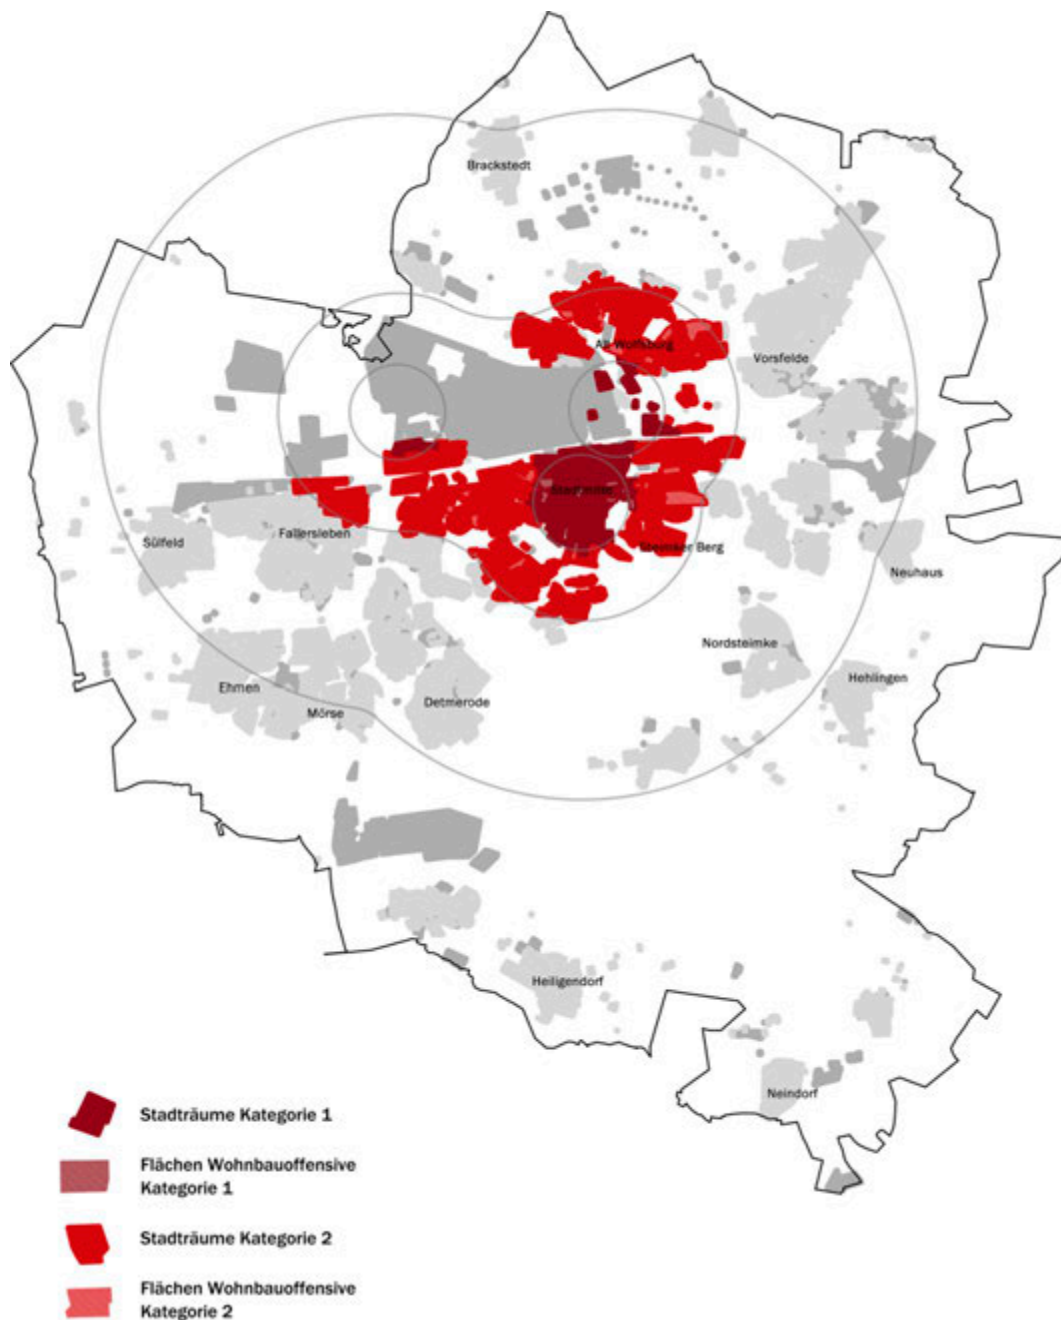 Brackstedt
Alt-Wolfsburg
Vorsfelde
Stadtmitte
Fallersleben
Sülfeld
Steimker Berg
Neuhaus
Nordsteimke
Hehlingen
Ehmen
Detmerode
Mörse
Heiligendorf
Neindorf
Stadträume Kategorie 1
Flächen Wohnbauoffensive
Kategorie 1
Stadträume Kategorie 2
Flächen Wohnbauoffensive
Kategorie 2